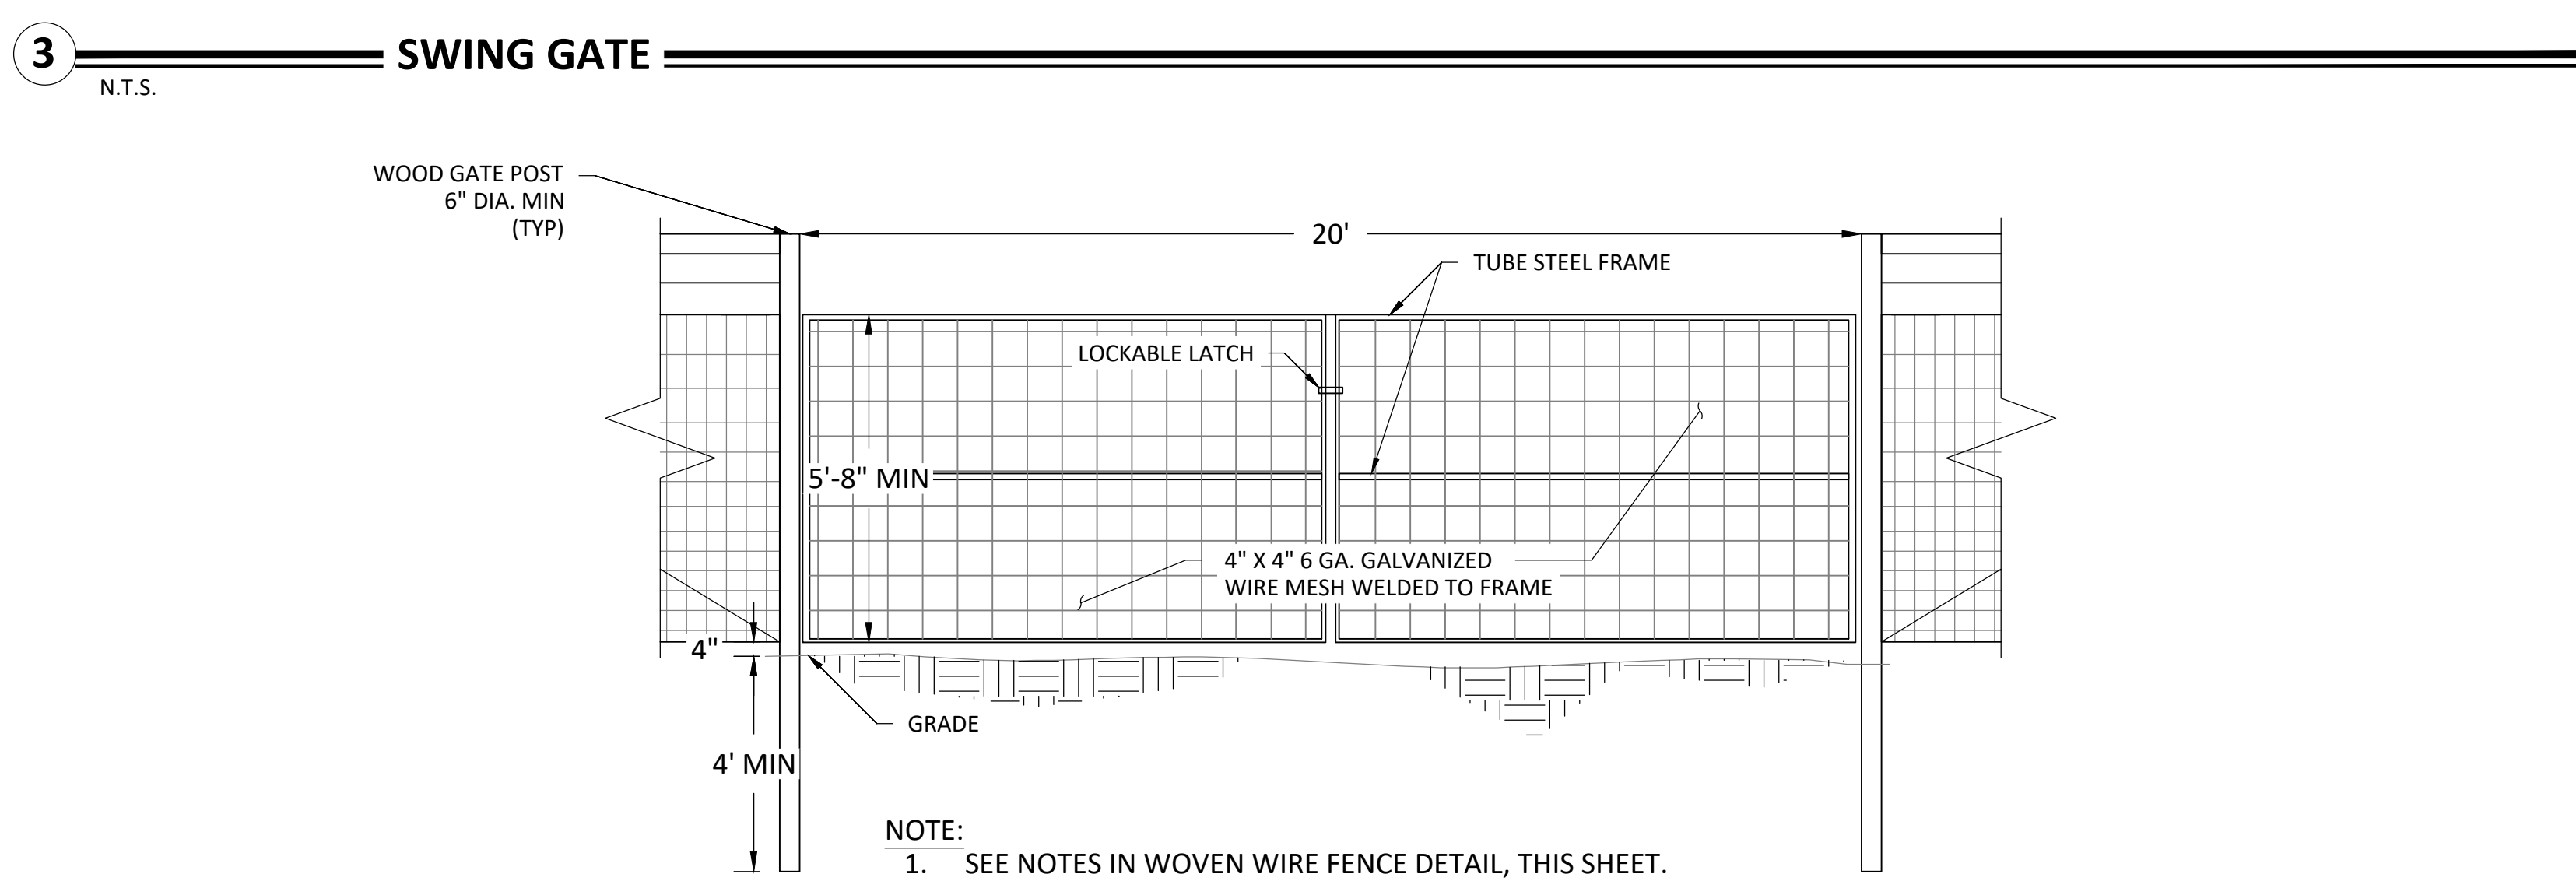 3
SWING GATE
N.T.S.
WOOD GATE POST
6" DIA. MIN
(TYP)
20'
TUBE STEEL FRAME
LOCKABLE LATCH
5'-8" MIN
4" X 4" 6 GA. GALVANIZED
WIRE MESH WELDED TO FRAME
4"
GRADE
4' MIN
NOTE:
1. SEE NOTES IN WOVEN WIRE FENCE DETAIL, THIS SHEET.